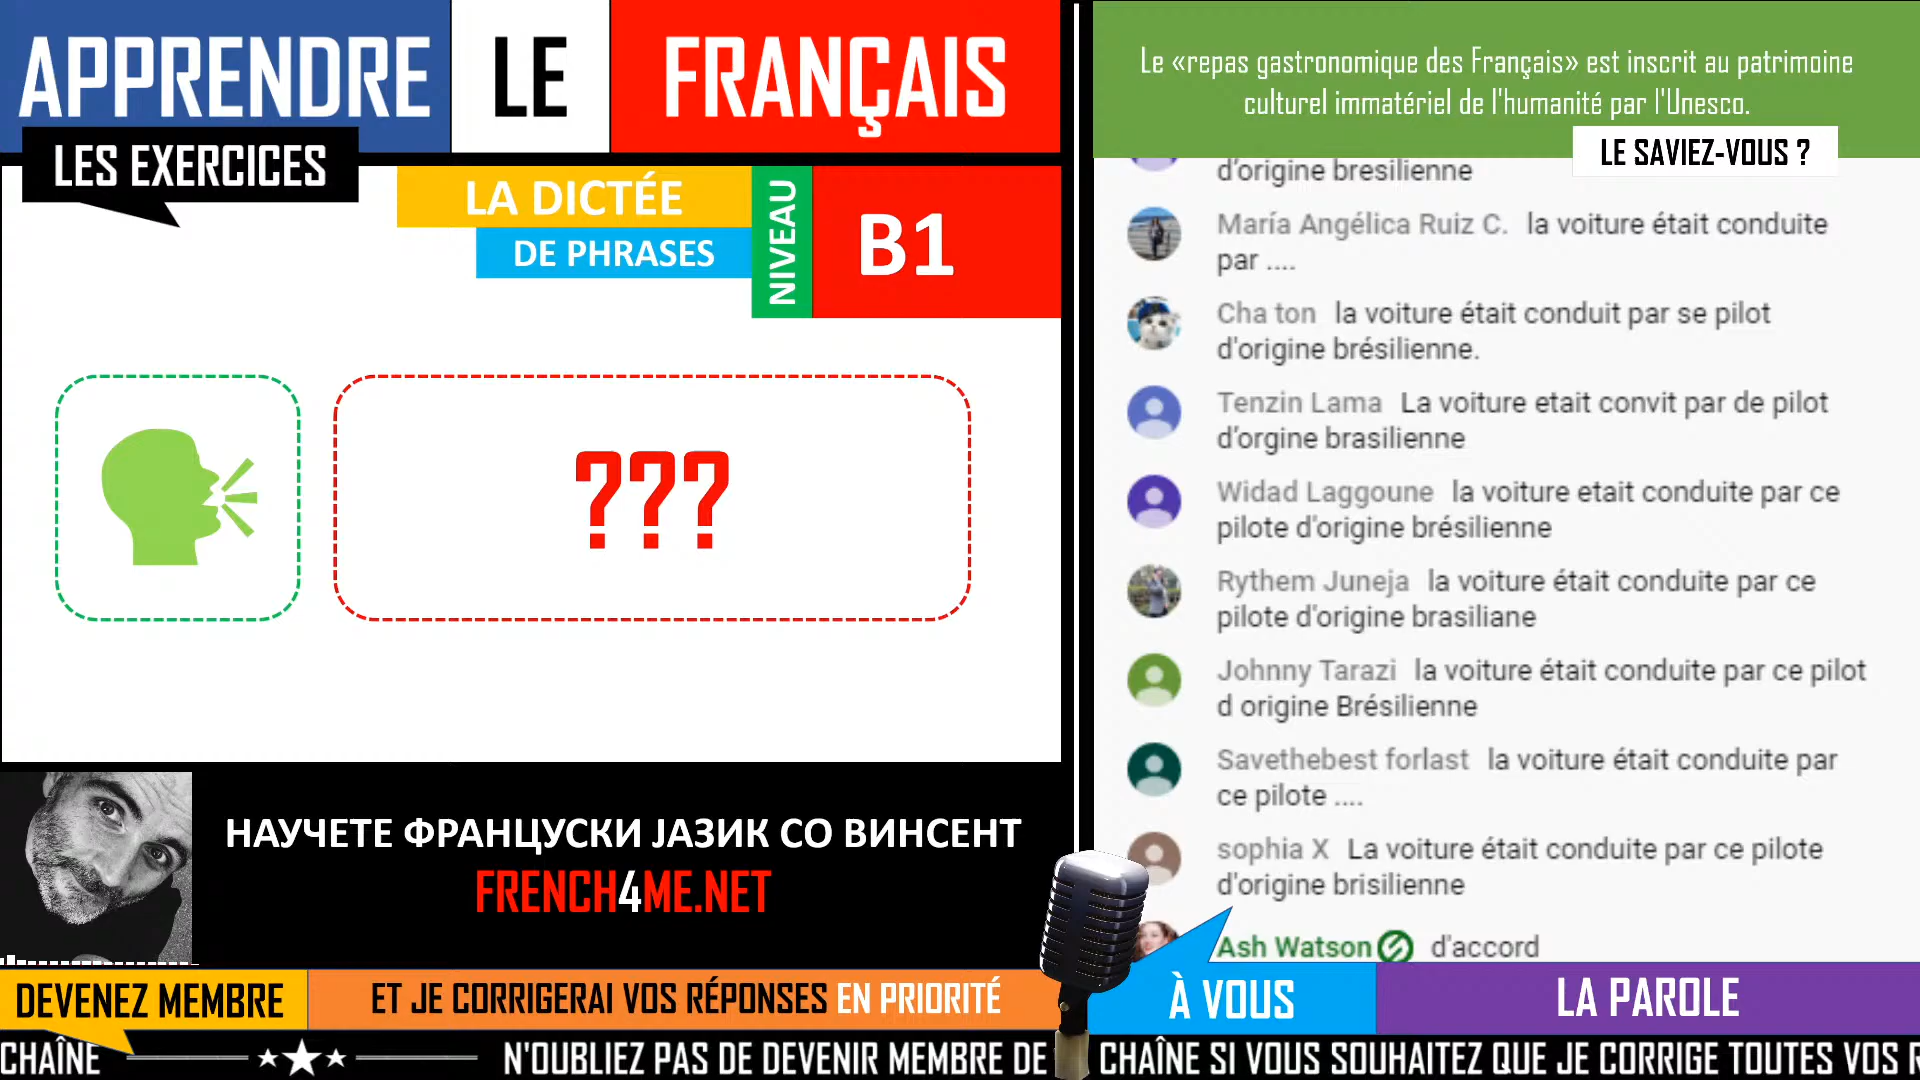 APPRENDRE LE FRANÇAIS
LES EXERCICES
LA DICTÉE
DE PHRASES
NIVEAU
B1
???
НАУЧЕТЕ ФРАНЦУСКИ ЈАЗИК СО ВИНСЕНТ
FRENCH4ME.NET
DEVENEZ MEMBRE
ET JE CORRIGERAI VOS RÉPONSES EN PRIORITÉ
Le «repas gastronomique des Français» est inscrit au patrimoine
culturel immatériel de l'humanité par l'Unesco.
LE SAVIEZ-VOUS ?
d'origine bresilienne
María Angélica Ruiz C. la voiture était conduite
par ....
Cha ton la voiture était conduit par se pilot
d'origine brésilienne.
Tenzin Lama La voiture etait convit par de pilot
d'orgine brasilienne
Widad Laggoune la voiture etait conduite par ce
pilote d'origine brésilienne
Rythem Juneja la voiture était conduite par ce
pilote d'origine brasiliane
Johnny Tarazi la voiture était conduite par ce pilot
d origine Brésilienne
Savethebest forlast la voiture était conduite par
ce pilote ....
sophia X La voiture était conduite par ce pilote
d'origine brisilienne
Ash Watson d'accord
À VOUS
LA PAROLE
CHAÎNE N'OUBLIEZ PAS DE DEVENIR MEMBRE DE CHAÎNE SI VOUS SOUHAITEZ QUE JE CORRIGE TOUTES VOS R